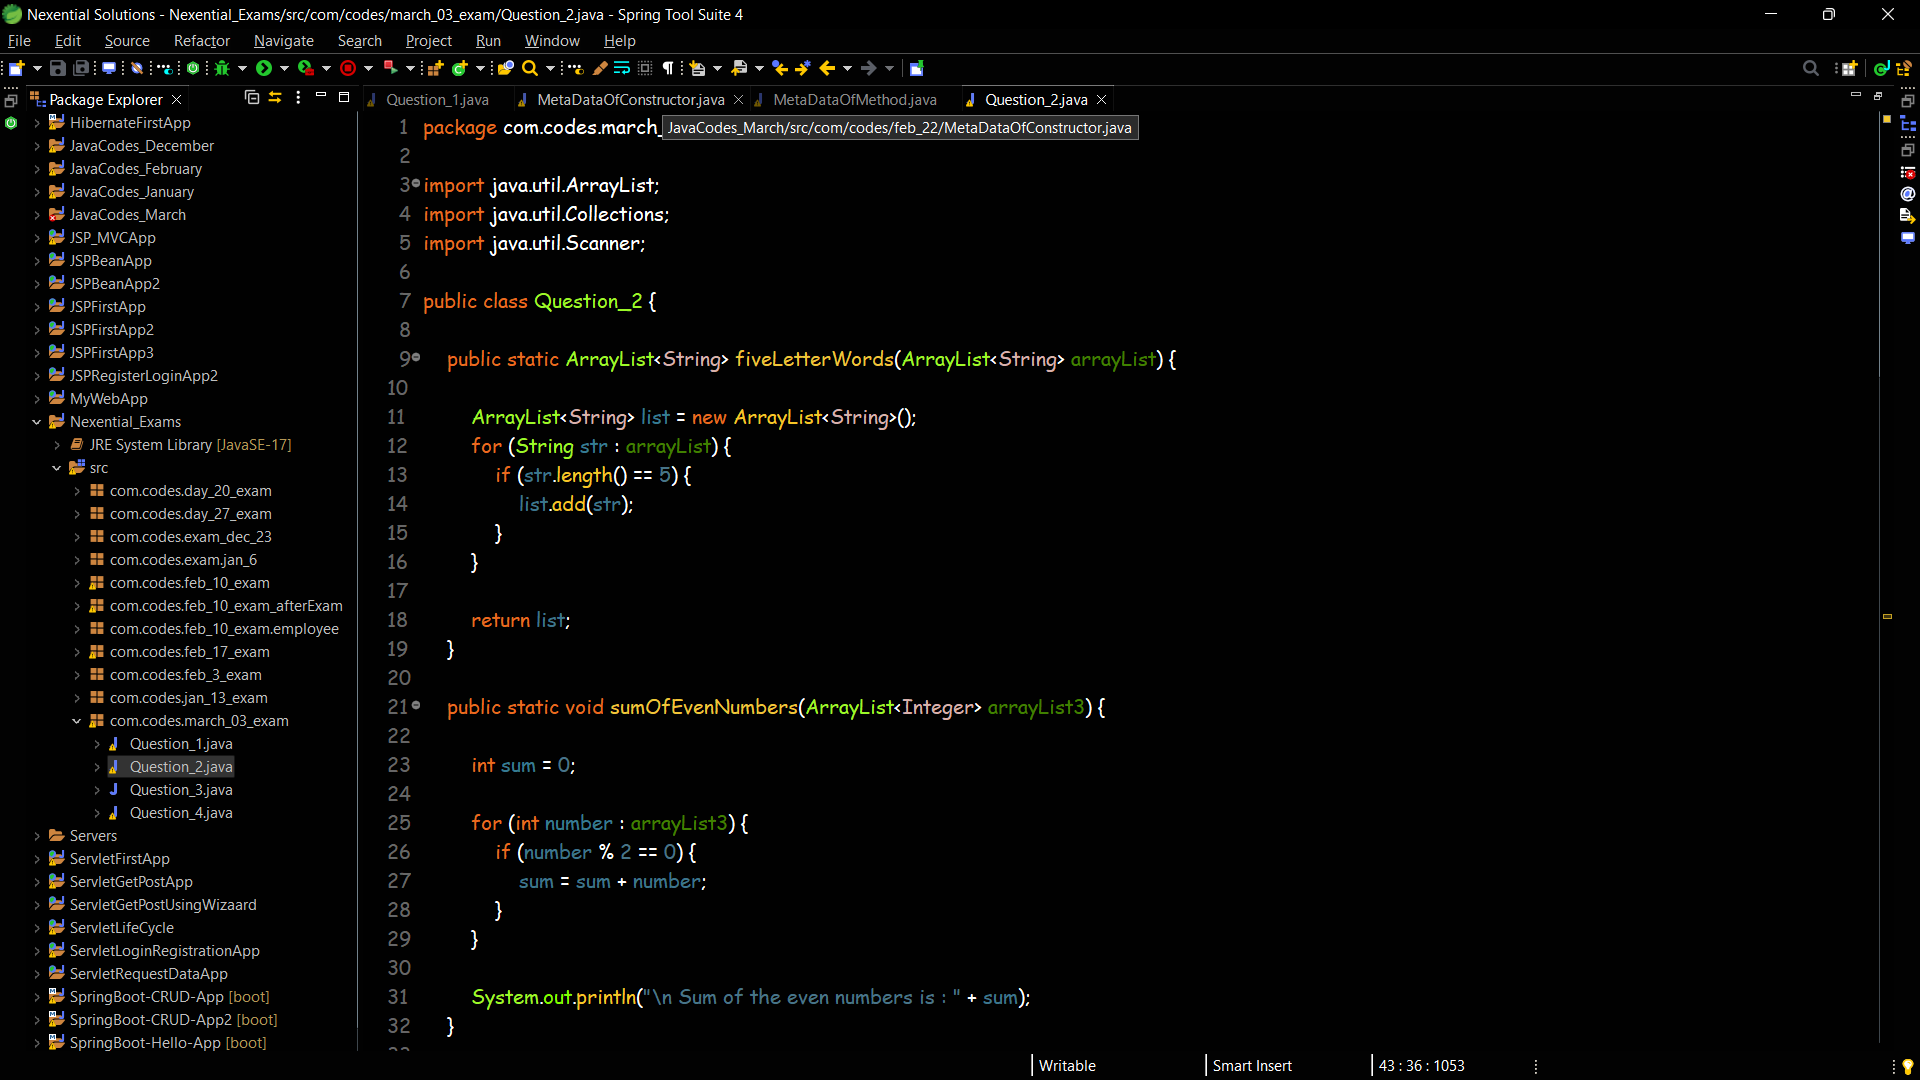 Nexential Solutions - Nexential_Exams/src/com/codes/march_03_exam/Question_2.java - Spring Tool Suite 4
File Edit Source Refactor Navigate Search Project Run Window Help
Package Explorer
HibernateFirstApp
JavaCodes_December
JavaCodes_February
JavaCodes_January
JavaCodes_March
JSP_MVCApp
JSPBeanApp
JSPBeanApp2
JSPFirstApp
JSPFirstApp2
JSPFirstApp3
JSPRegisterLoginApp2
MyWebApp
Nexential_Exams
JRE System Library [JavaSE-17]
src
com.codes.day_20_exam
com.codes.day_27_exam
com.codes.exam_dec_23
com.codes.exam.jan_6
com.codes.feb_10_exam
com.codes.feb_10_exam_afterExam
com.codes.feb_10_exam.employee
com.codes.feb_17_exam
com.codes.feb_3_exam
com.codes.jan_13_exam
com.codes.march_03_exam
Question_1.java
Question_2.java
Question_3.java
Question_4.java
Servers
ServletFirstApp
ServletGetPostApp
ServletGetPostUsingWizaard
ServletLifeCycle
ServletLoginRegistrationApp
ServletRequestDataApp
SpringBoot-CRUD-App [boot]
SpringBoot-CRUD-App2 [boot]
SpringBoot-Hello-App [boot]
Question_1.java MetaDataOfConstructor.java MetaDataOfMethod.java Question_2.java
1 package com.codes.march_
JavaCodes_March/src/com/codes/feb_22/MetaDataOfConstructor.java
2
3 import java.util.ArrayList;
4 import java.util.Collections;
5 import java.util.Scanner;
6
7 public class Question_2 {
8
9 public static ArrayList<String> fiveLetterWords(ArrayList<String> arrayList) {
10
11 ArrayList<String> list = new ArrayList<String>();
12 for (String str : arrayList) {
13 if (str.length() == 5) {
14 list.add(str);
15 }
16 }
17
18 return list;
19 }
20
21 public static void sumOfEvenNumbers(ArrayList<Integer> arrayList3) {
22
23 int sum = 0;
24
25 for (int number : arrayList3) {
26 if (number % 2 == 0) {
27 sum = sum + number;
28 }
29 }
30
31 System.out.println("\n Sum of the even numbers is : " + sum);
32 }
Writable Smart Insert 43 : 36 : 1053